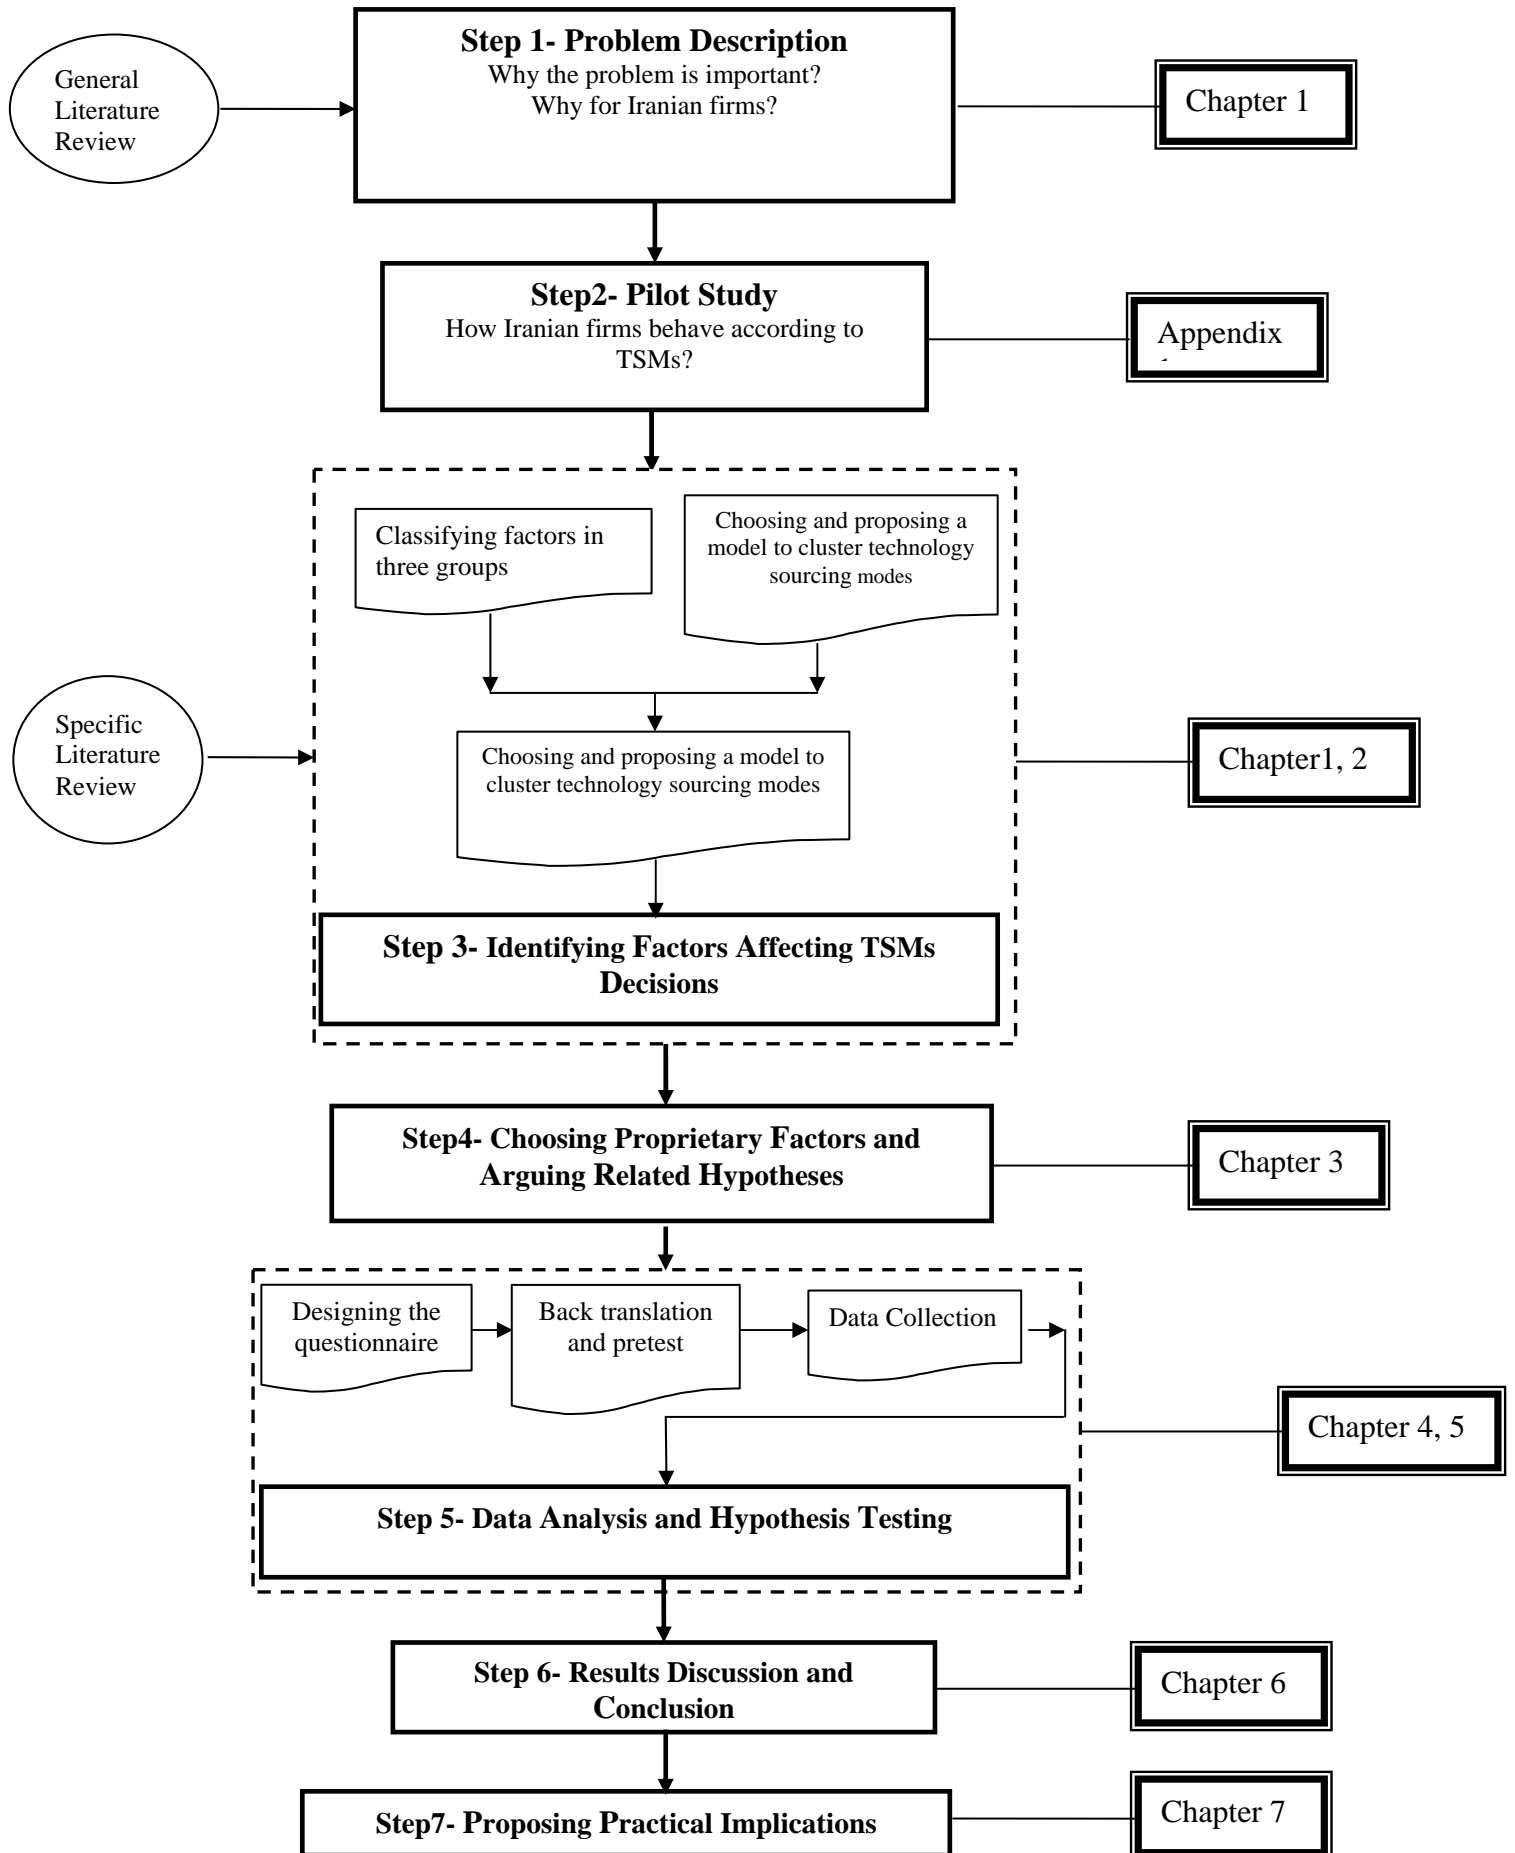 Step 1- Problem Description
Why the problem is important?
Why for Iranian firms?
General
Literature
Review
Chapter 1
Step2- Pilot Study
How Iranian firms behave according to
TSMs?
Appendix
Classifying factors in
three groups
Choosing and proposing a
model to cluster technology
sourcing modes
Specific
Literature
Review
Choosing and proposing a model to
cluster technology sourcing modes
Chapter1, 2
Step 3- Identifying Factors Affecting TSMs
Decisions
Step4- Choosing Proprietary Factors and
Arguing Related Hypotheses
Chapter 3
Designing the
questionnaire
Back translation
and pretest
Data Collection
Chapter 4, 5
Step 5- Data Analysis and Hypothesis Testing
Step 6- Results Discussion and
Conclusion
Chapter 6
Step7- Proposing Practical Implications
Chapter 7